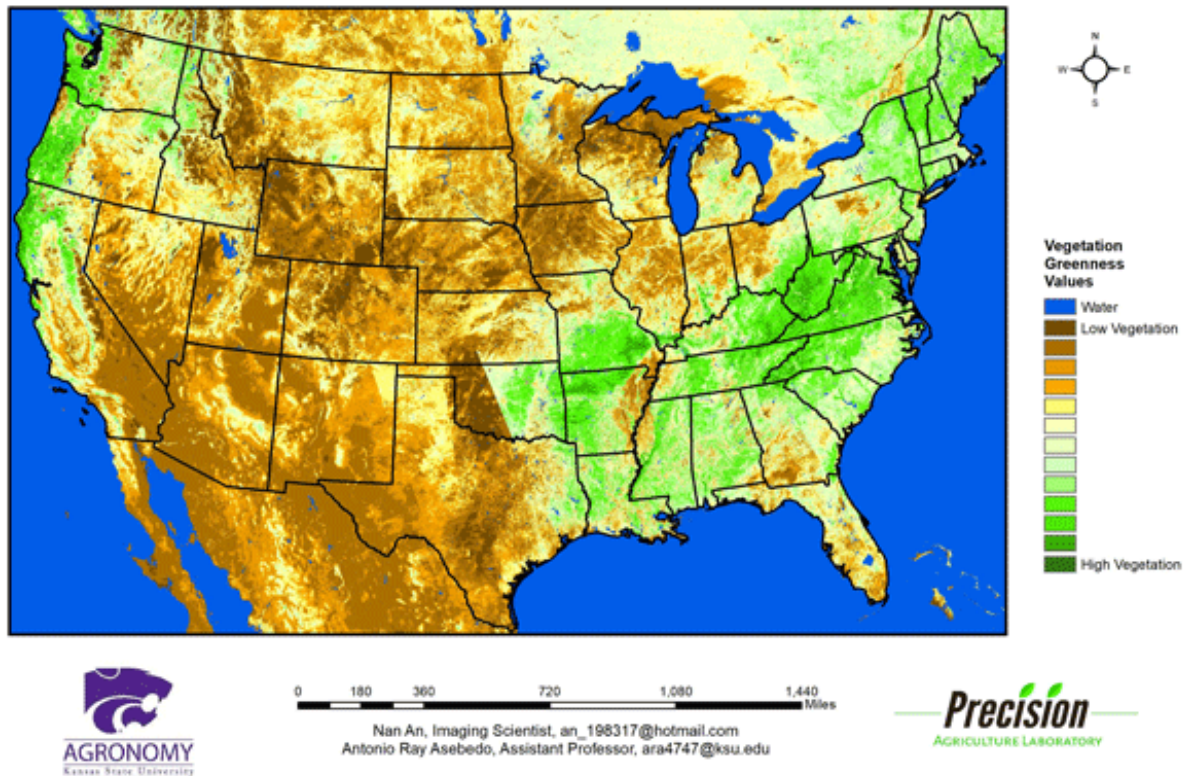 N
W
E
S
Vegetation
Greenness
Values
Water
Low Vegetation
High Vegetation
0 180 360 720 1,080 1,440
Miles
Nan An, Imaging Scientist, an_198317@hotmail.com
Antonio Ray Asebedo, Assistant Professor, ara4747@ksu.edu
AGRONOMY
Kansas State University
Precision
AGRICULTURE LABORATORY